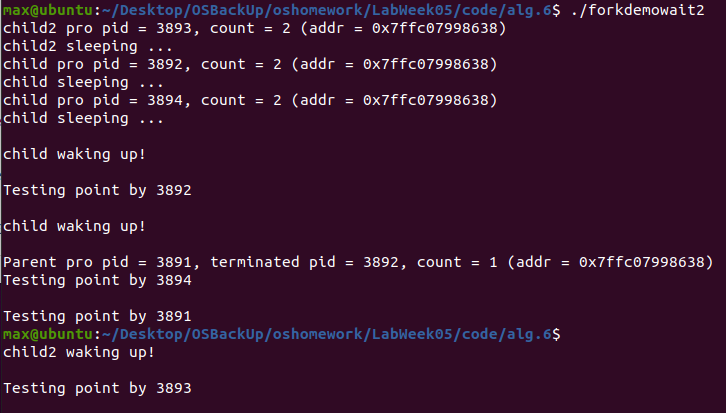 max@ubuntu:~/Desktop/OSBackUp/oshomework/LabWeek05/code/alg.6$ ./forkdemowait2
child2 pro pid = 3893, count = 2 (addr = 0x7ffc07998638)
child2 sleeping ...
child pro pid = 3892, count = 2 (addr = 0x7ffc07998638)
child sleeping ...
child pro pid = 3894, count = 2 (addr = 0x7ffc07998638)
child sleeping ...
child waking up!
Testing point by 3892
child waking up!
Parent pro pid = 3891, terminated pid = 3892, count = 1 (addr = 0x7ffc07998638)
Testing point by 3894
Testing point by 3891
max@ubuntu:~/Desktop/OSBackUp/oshomework/LabWeek05/code/alg.6$
child2 waking up!
Testing point by 3893